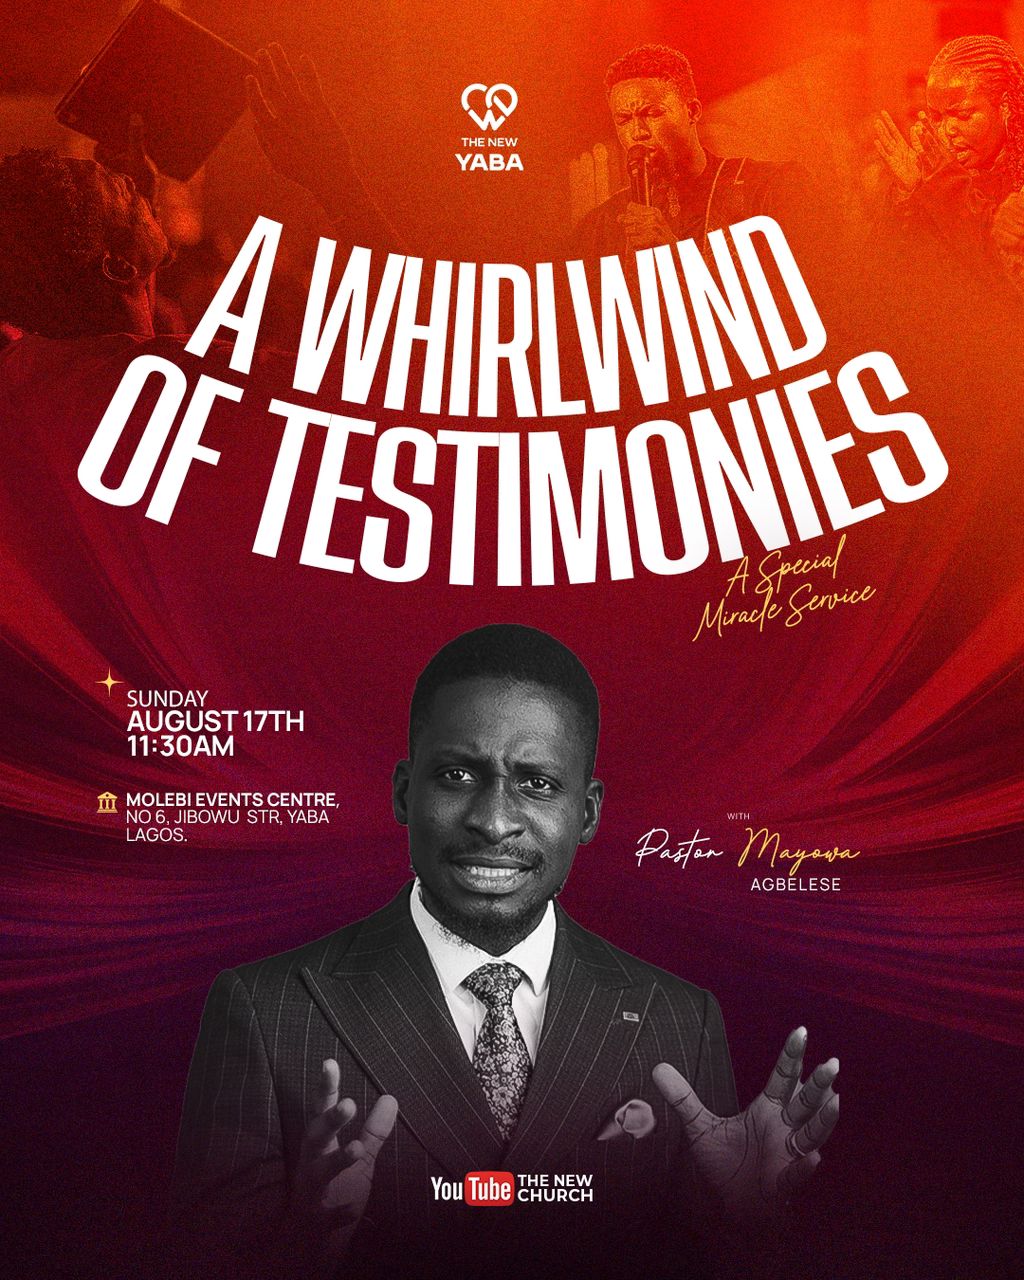 THE NEW
YABA
A WHIRLWIND
OF TESTIMONIES
A Special
Miracle Service
SUNDAY
AUGUST 17TH
11:30AM
MOLEBI EVENTS CENTRE,
NO 6, JIBOWU STR, YABA
LAGOS.
WITH
Pastor Mayowa
AGBELESE
YouTube THE NEW
CHURCH